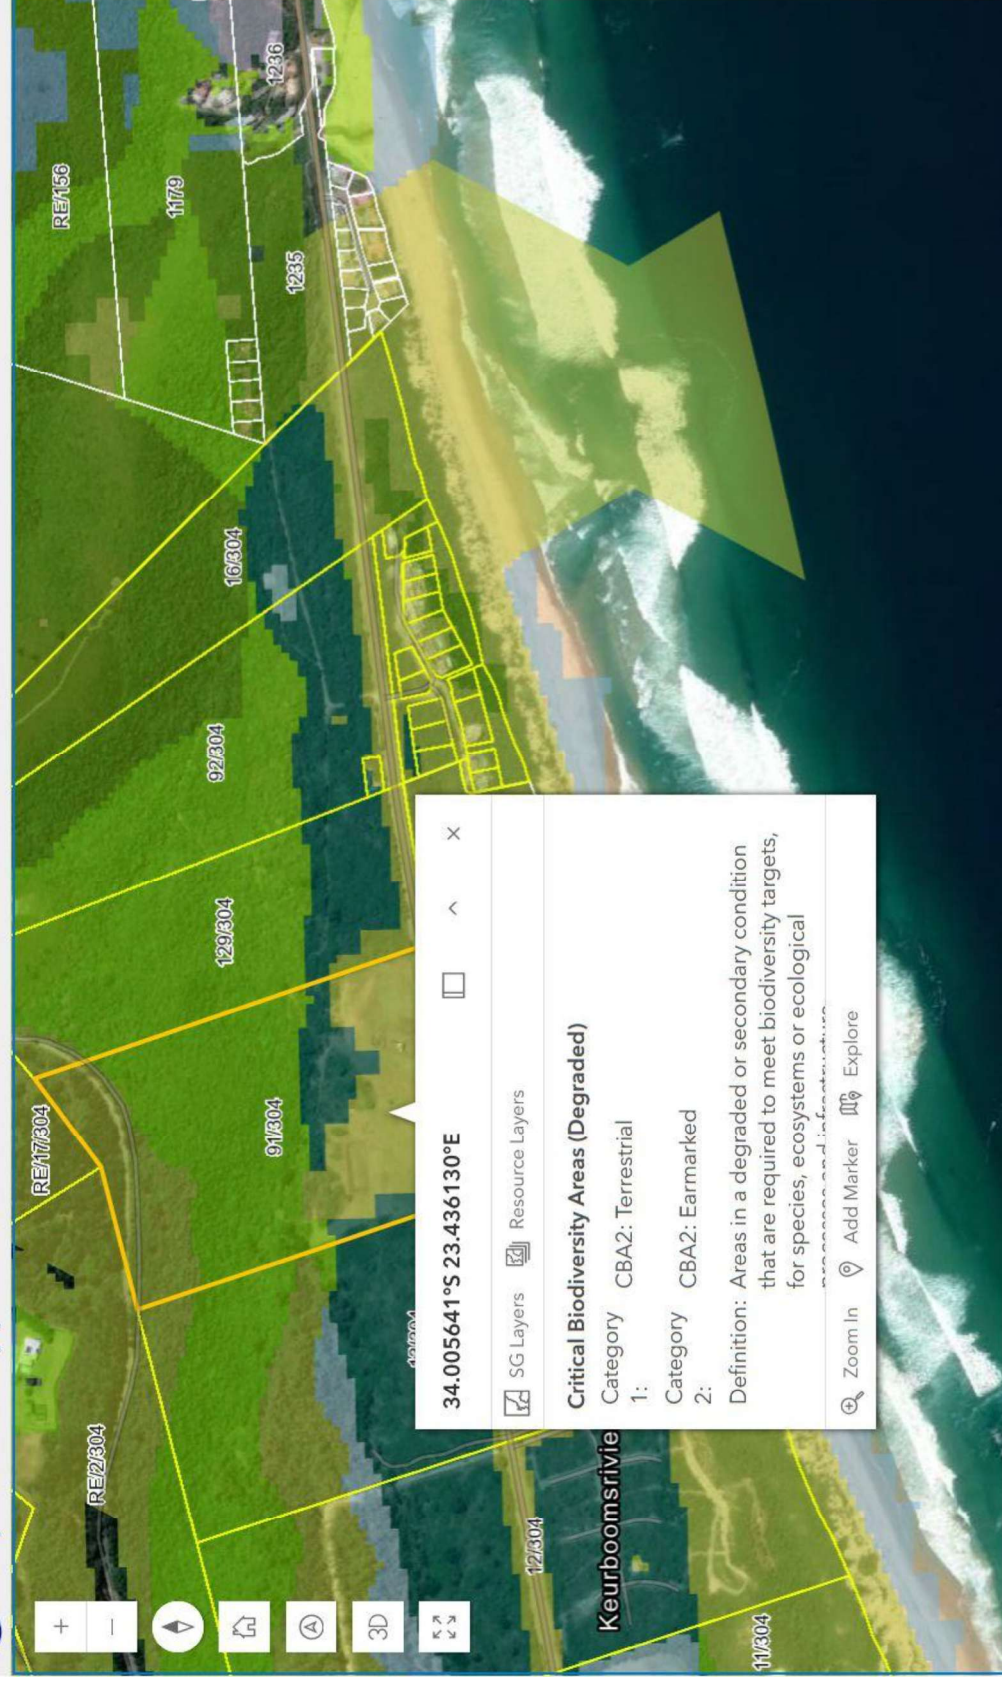 RE/156
1179
1236
1235
16/304
92/304
129/304
RE/17/304
91/304
RE/2/304
34.005641°S 23.436130°E
SG Layers
Resource Layers
Critical Biodiversity Areas (Degraded)
Category 1: CBA2: Terrestrial
Category 2: CBA2: Earmarked
Definition: Areas in a degraded or secondary condition
that are required to meet biodiversity targets,
for species, ecosystems or ecological
processes and infrastructure
Zoom In
Add Marker
Explore
3D
12/304
Keurboomsrivie
11/304